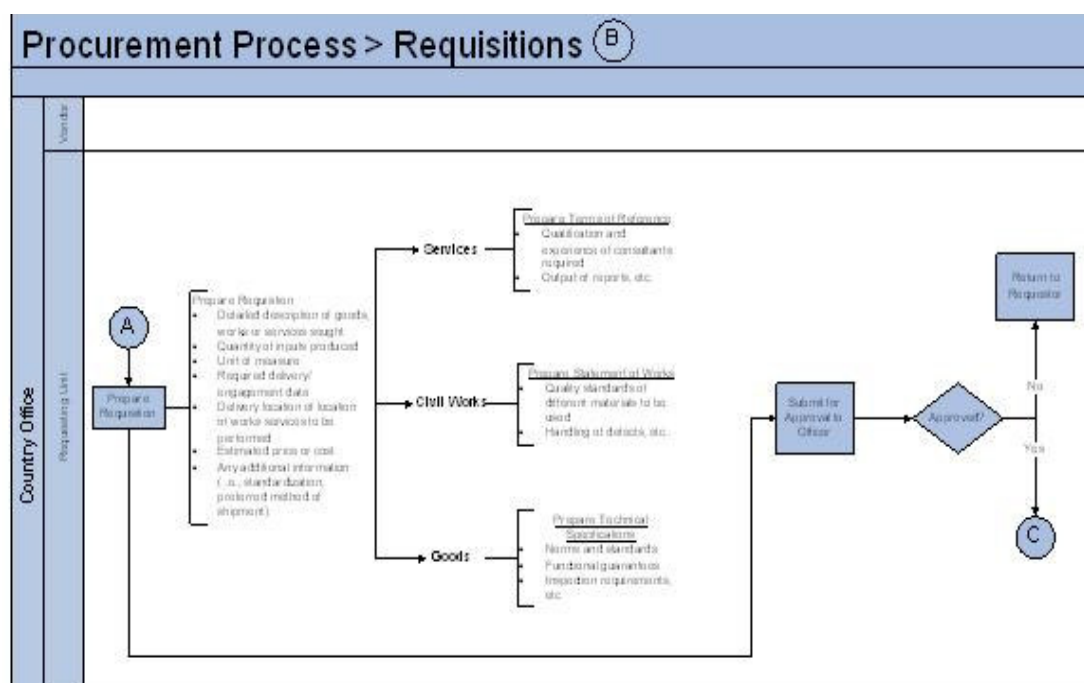 Procurement Process > Requisitions B
Vendor
Country Office
Requesting Unit
A
Prepare
Requisition
Prepare Requisition
Detailed description of goods,
works or services sought
Quantity of inputs produced
Unit of measure
Required delivery/
engagement date
Delivery location of location
of works services to be
performed
Estimated price or cost
Any additional information
standardization,
preferred method of
shipment)
Services
Prepare Terms of Reference
Qualification and
experience of consultants
required
Output of reports, etc.
Civil Works
Prepare Statement of Works
Quality standards of
different materials to be
used
Handling of defects, etc.
Goods
Prepare Technical
Specifications
Norms and standards
Functional guarantees
Inspection requirements,
etc.
Submit for
Approval to
Officer
Approved?
No
Return to
Requestor
Yes
C